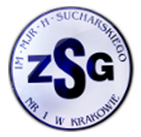 IM·MJR·H·SUCHARSKIEGO
ZSG
NR 1 W KRAKOWIE